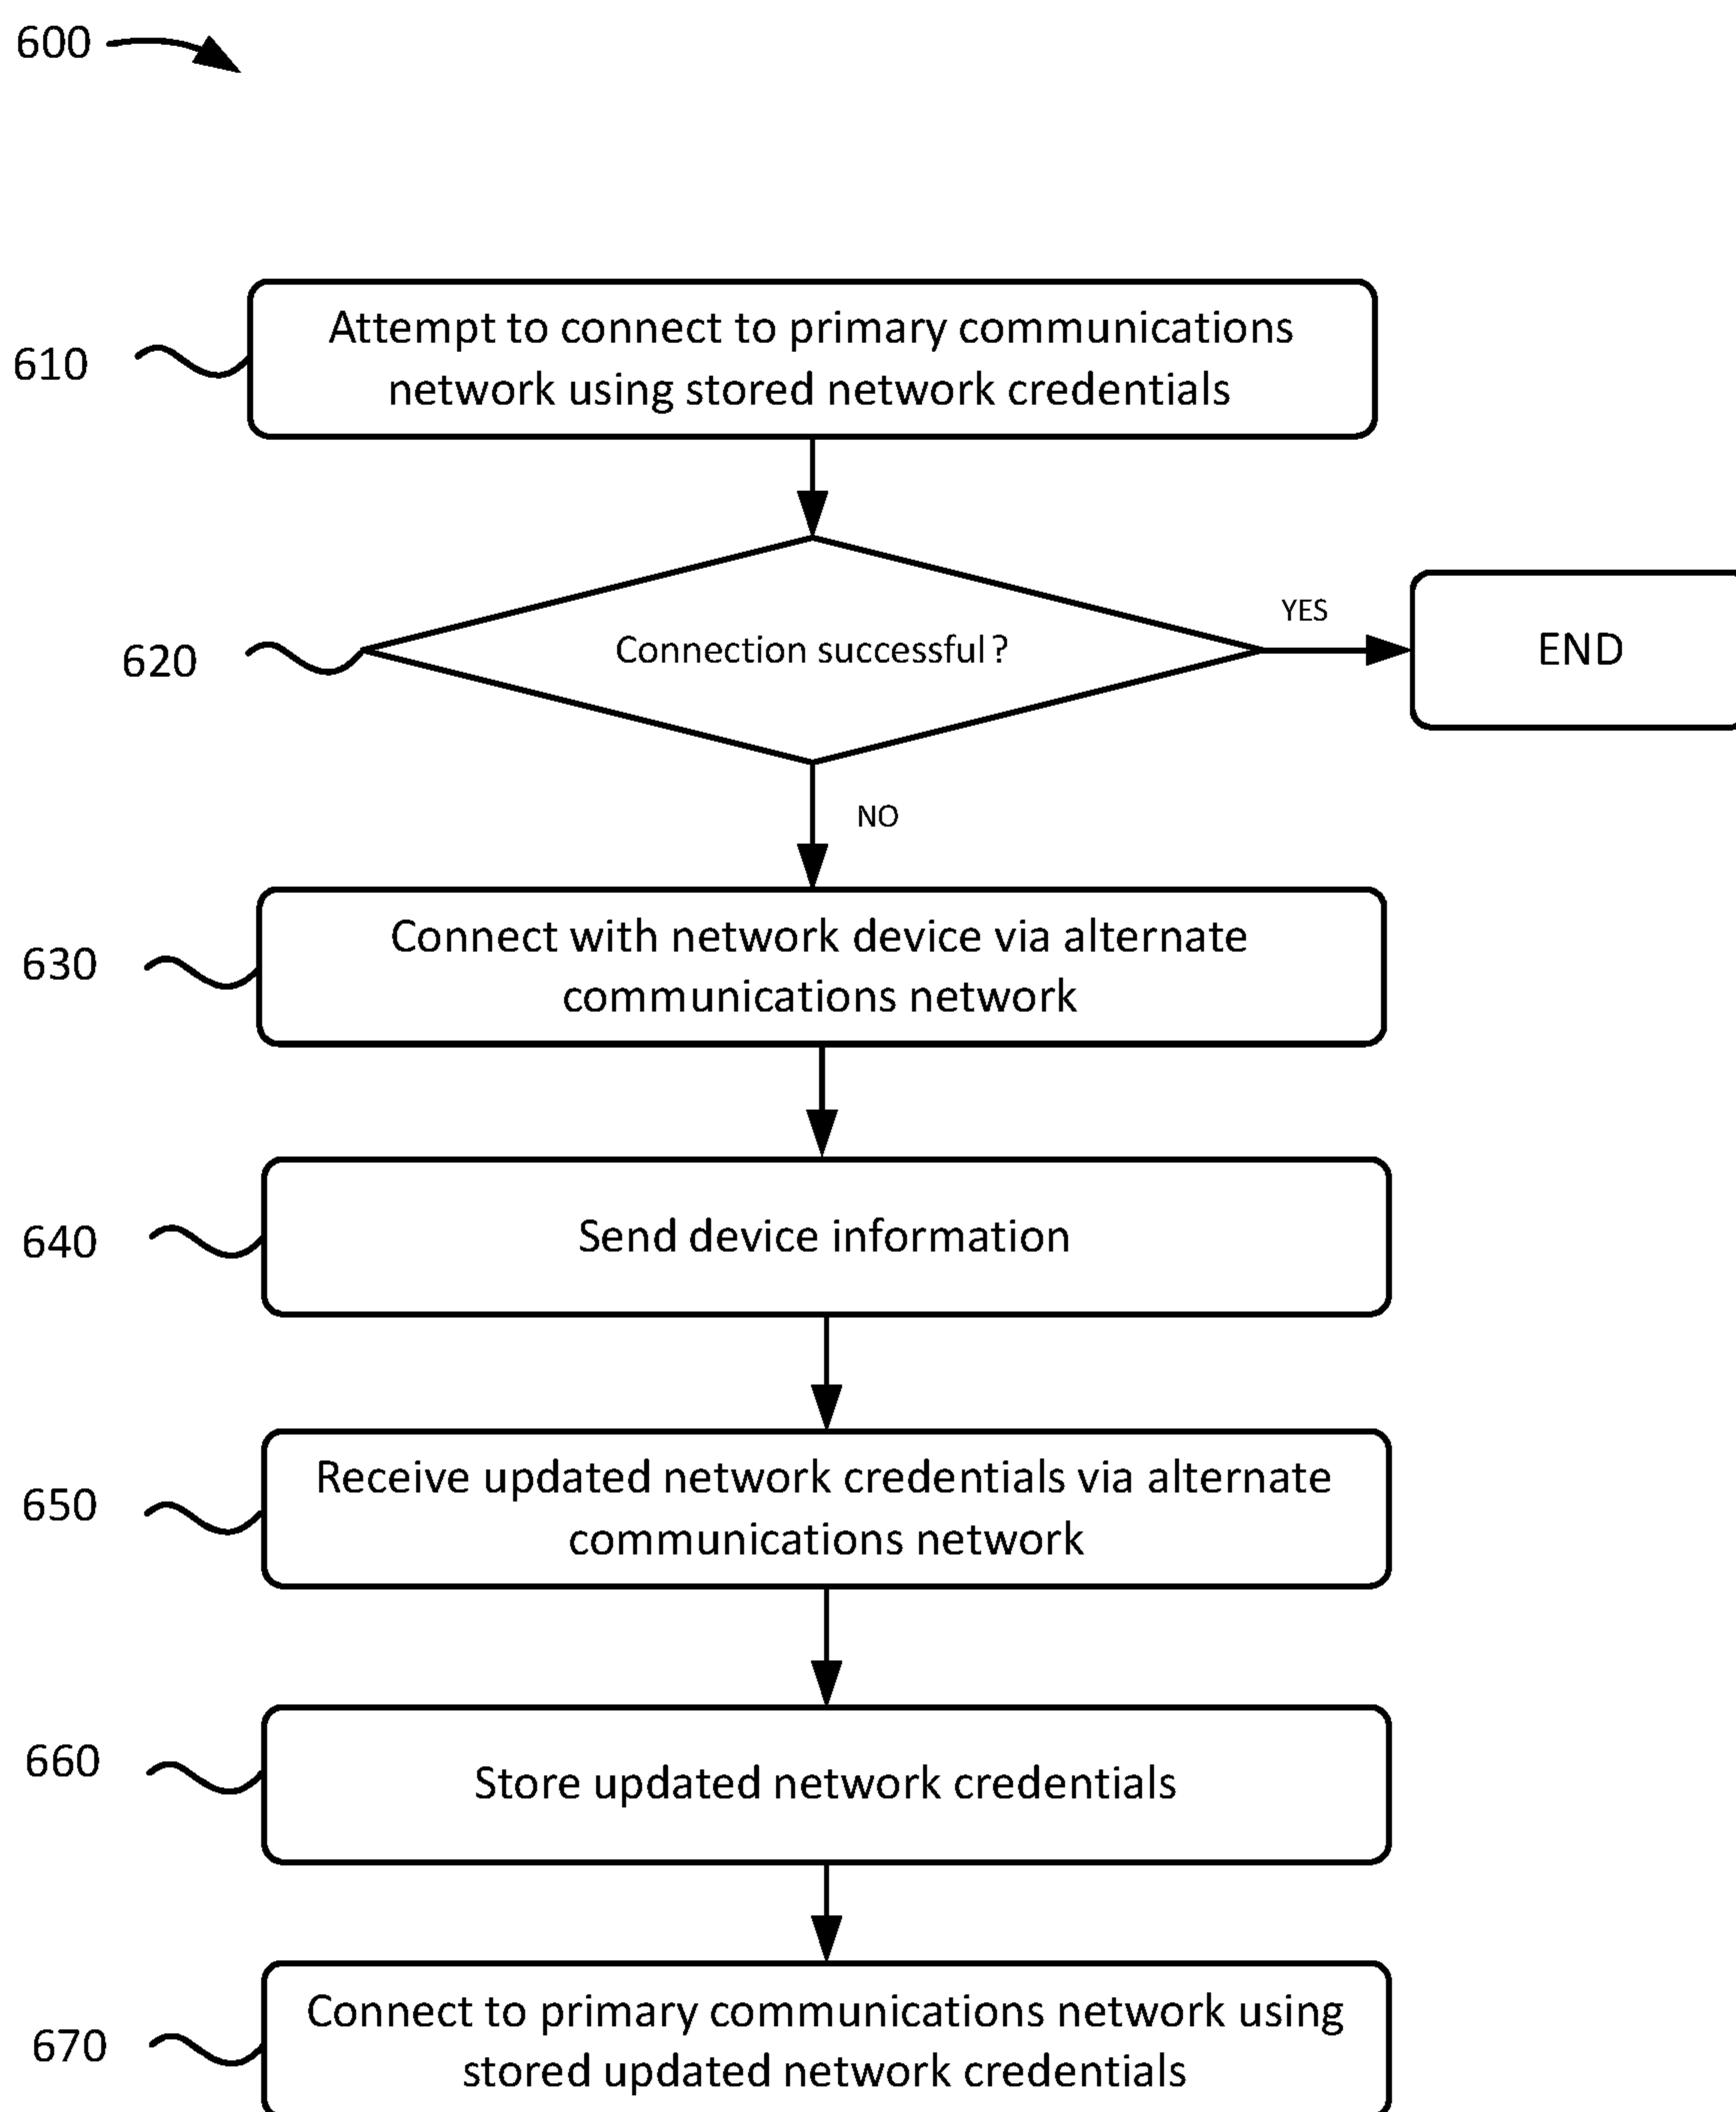 600
610
Attempt to connect to primary communications
network using stored network credentials
620
Connection successful?
YES
END
NO
630
Connect with network device via alternate
communications network
640
Send device information
650
Receive updated network credentials via alternate
communications network
660
Store updated network credentials
670
Connect to primary communications network using
stored updated network credentials